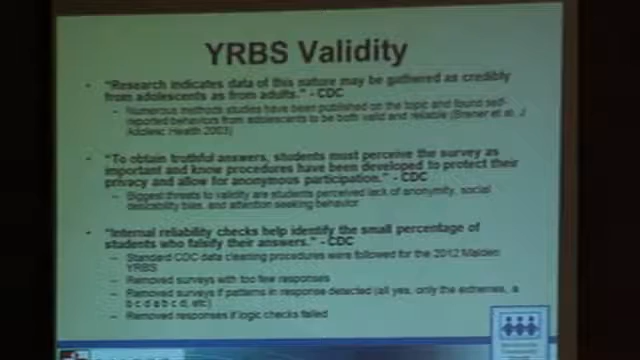 YRBS Validity
• "Research indicates data of this nature may be gathered as credibly
from adolescents as from adults." - CDC
– Numerous methods studies have been published on the topic and found self-
reported behaviors from adolescents to be both valid and reliable (Brener et al. J
Adolesc Health 2003)
• "To obtain truthful answers, students must perceive the survey as
important and know procedures have been developed to protect their
privacy and allow for anonymous participation." - CDC
– Biggest threats to validity are students perceived lack of anonymity, social
desirability bias, and attention seeking behavior
• "Internal reliability checks help identify the small percentage of
students who falsify their answers." - CDC
– Standard CDC data cleaning procedures were followed for the 2012 Malden
YRBS
– Removed surveys with too few responses
– Removed surveys if patterns in response detected (all yes, only the extremes, a
b c d a b c d, etc)
– Removed responses if logic checks failed